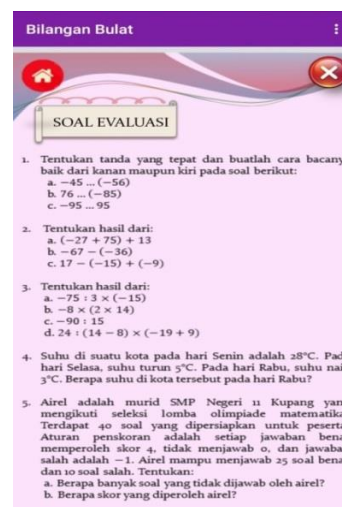 Bilangan Bulat
SOAL EVALUASI
1. Tentukan tanda yang tepat dan buatlah cara bacany
baik dari kanan maupun kiri pada soal berikut:
a. −45 ... (−56)
b. 76 ... (−85)
c. −95 ... 95
2. Tentukan hasil dari:
a. (−27 + 75) + 13
b. −67 − (−36)
c. 17 − (−15) + (−9)
3. Tentukan hasil dari:
a. −75 : 3 × (−15)
b. −8 × (2 × 14)
c. −90 : 15
d. 24 : (14 − 8) × (−19 + 9)
4. Suhu di suatu kota pada hari Senin adalah 28°C. Pad
hari Selasa, suhu turun 5°C. Pada hari Rabu, suhu nai
3°C. Berapa suhu di kota tersebut pada hari Rabu?
5. Airel adalah murid SMP Negeri 11 Kupang yan
mengikuti seleksi lomba olimpiade matematika
Terdapat 40 soal yang dipersiapkan untuk pesert
Aturan penskoran adalah setiap jawaban bena
memperoleh skor 4, tidak menjawab 0, dan jawaba
salah adalah −1. Airel mampu menjawab 25 soal bena
dan 10 soal salah. Tentukan:
a. Berapa banyak soal yang tidak dijawab oleh airel?
b. Berapa skor yang diperoleh airel?